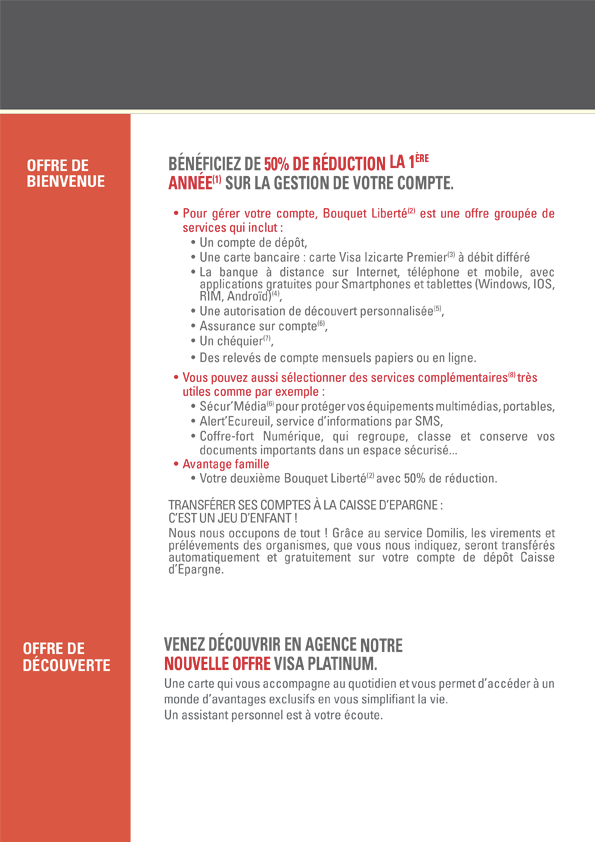 OFFRE DE
BIENVENUE
BÉNÉFICIEZ DE 50% DE RÉDUCTION LA 1ÈRE
ANNÉE(1) SUR LA GESTION DE VOTRE COMPTE.
• Pour gérer votre compte, Bouquet Liberté(2) est une offre groupée de
services qui inclut :
• Un compte de dépôt,
• Une carte bancaire : carte Visa Izicarte Premier(3) à débit différé
• La banque à distance sur Internet, téléphone et mobile, avec
applications gratuites pour Smartphones et tablettes (Windows, IOS,
RIM, Androïd)(4),
• Une autorisation de découvert personnalisée(5),
• Assurance sur compte(6),
• Un chéquier(7),
• Des relevés de compte mensuels papiers ou en ligne.
• Vous pouvez aussi sélectionner des services complémentaires(8) très
utiles comme par exemple :
• Sécur'Média(6) pour protéger vos équipements multimédias, portables,
• Alert'Ecureuil, service d'informations par SMS,
• Coffre-fort Numérique, qui regroupe, classe et conserve vos
documents importants dans un espace sécurisé...
• Avantage famille
• Votre deuxième Bouquet Liberté(2) avec 50% de réduction.
TRANSFÉRER SES COMPTES À LA CAISSE D'EPARGNE :
C'EST UN JEU D'ENFANT !
Nous nous occupons de tout ! Grâce au service Domilis, les virements et
prélévements des organismes, que vous nous indiquez, seront transférés
automatiquement et gratuitement sur votre compte de dépôt Caisse
d'Epargne.
OFFRE DE
DÉCOUVERTE
VENEZ DÉCOUVRIR EN AGENCE NOTRE
NOUVELLE OFFRE VISA PLATINUM.
Une carte qui vous accompagne au quotidien et vous permet d'accéder à un
monde d'avantages exclusifs en vous simplifiant la vie.
Un assistant personnel est à votre écoute.